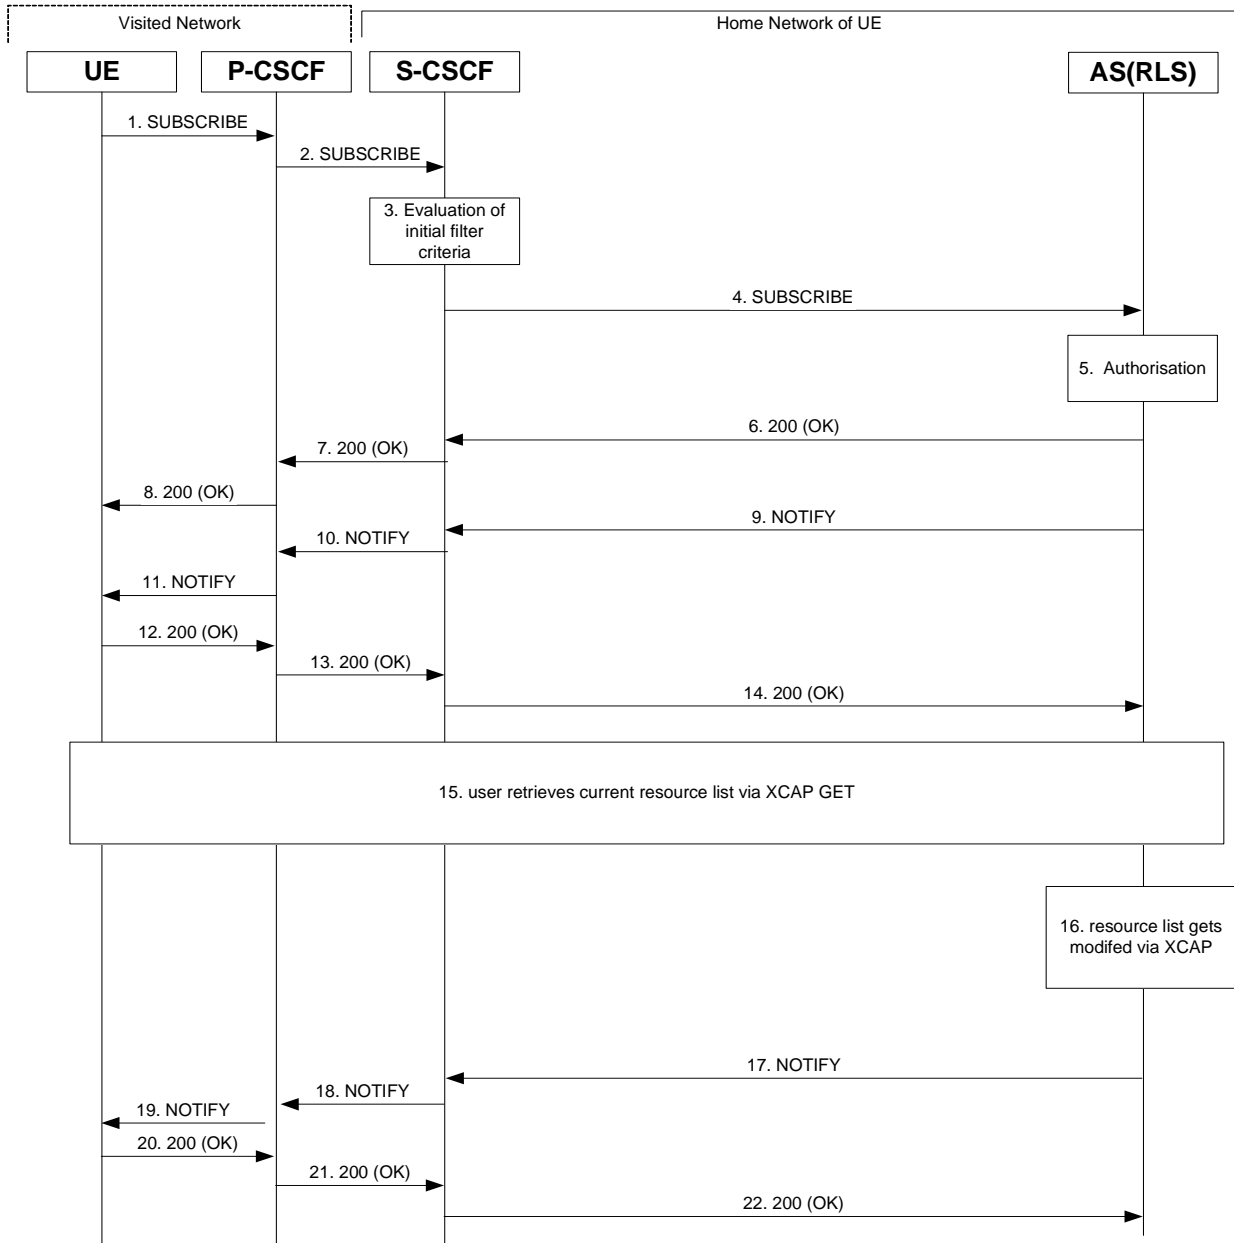 Visited Network
Home Network of UE
UE
P-CSCF
S-CSCF
AS(RLS)
1. SUBSCRIBE
2. SUBSCRIBE
3. Evaluation of
initial filter
criteria
4. SUBSCRIBE
5. Authorisation
6. 200 (OK)
7. 200 (OK)
8. 200 (OK)
9. NOTIFY
10. NOTIFY
11. NOTIFY
12. 200 (OK)
13. 200 (OK)
14. 200 (OK)
15. user retrieves current resource list via XCAP GET
16. resource list gets
modifed via XCAP
17. NOTIFY
18. NOTIFY
19. NOTIFY
20. 200 (OK)
21. 200 (OK)
22. 200 (OK)